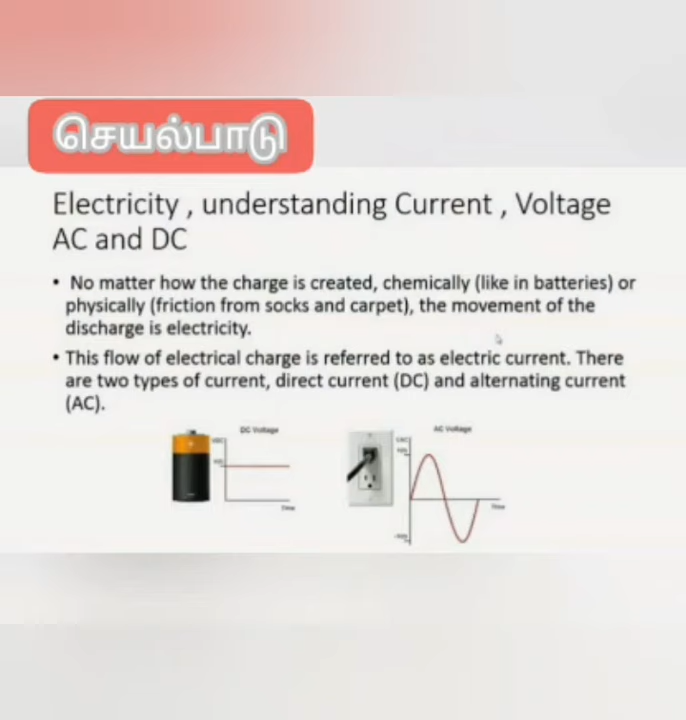 செயல்பாடு
Electricity , understanding Current , Voltage
AC and DC
• No matter how the charge is created, chemically (like in batteries) or
physically (friction from socks and carpet), the movement of the
discharge is electricity.
• This flow of electrical charge is referred to as electric current. There
are two types of current, direct current (DC) and alternating current
(AC).
DC Voltage
AC Voltage
Time
Time